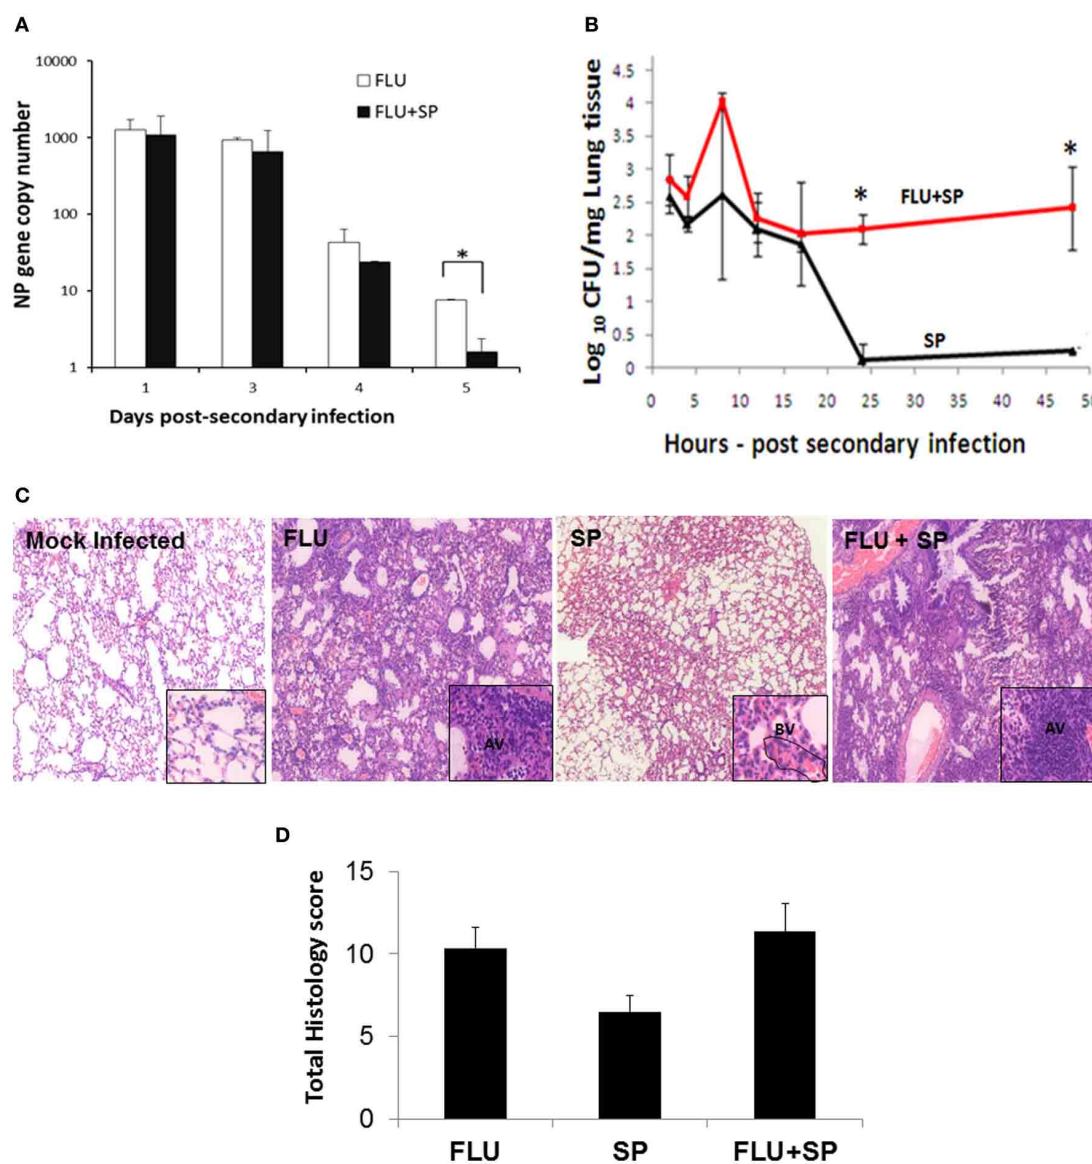 A
NP gene copy number
10000
1000
100
10
1
FLU
FLU+SP
*
1 3 4 5
Days post-secondary infection
B
Log 10 CFU/mg Lung tissue
4.5
4
3.5
3
2.5
2
1.5
1
0.5
0
*
*
FLU+SP
SP
0 5 10 15 20 25 30 35 40 45 50
Hours - post secondary infection
C
Mock Infected
FLU
AV
SP
BV
FLU + SP
AV
D
Total Histology score
15
10
5
0
FLU SP FLU+SP